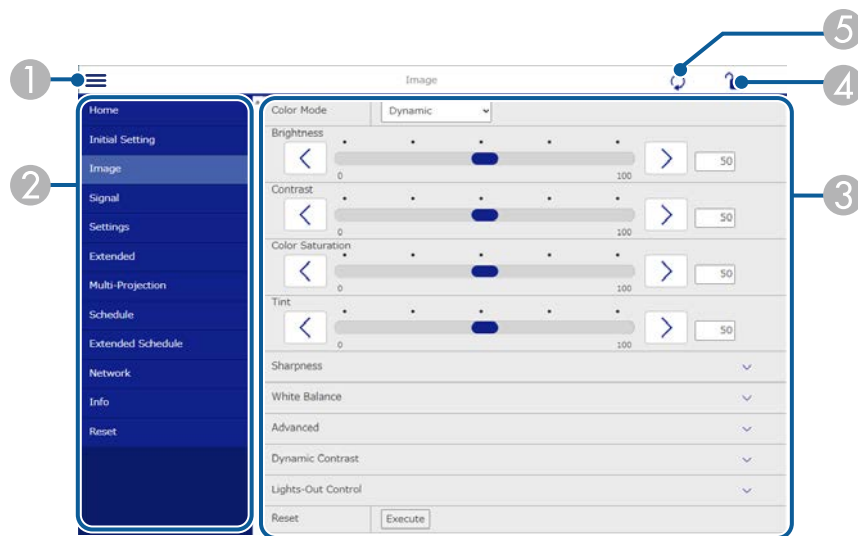 5
1
Image
4
Home
Initial Setting
Image
Signal
Settings
Extended
Multi-Projection
Schedule
Extended Schedule
Network
Info
Reset
2
Color Mode Dynamic
Brightness
0 100 50
Contrast
0 100 50
Color Saturation
0 100 50
Tint
0 100 50
Sharpness
White Balance
Advanced
Dynamic Contrast
Lights-Out Control
Reset Execute
3